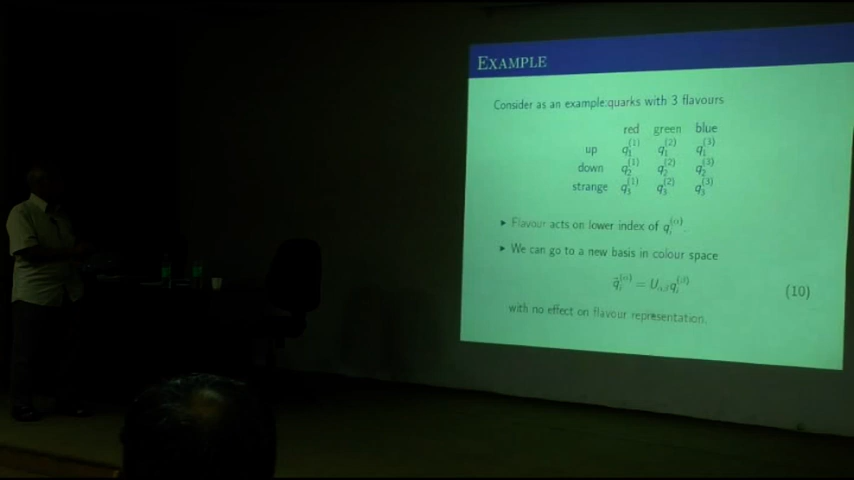 EXAMPLE
Consider as an example quarks with 3 flavours
red green blue
up q₁⁽¹⁾ q₁⁽²⁾ q₁⁽³⁾
down q₂⁽¹⁾ q₂⁽²⁾ q₂⁽³⁾
strange q₃⁽¹⁾ q₃⁽²⁾ q₃⁽³⁾
▸ Flavour acts on lower index of qᵢ⁽ᵅ⁾.
▸ We can go to a new basis in colour space
q̃ᵢ⁽ᵅ⁾ = U_{αβ}qᵢ⁽ᵝ⁾ (10)
with no effect on flavour representation.